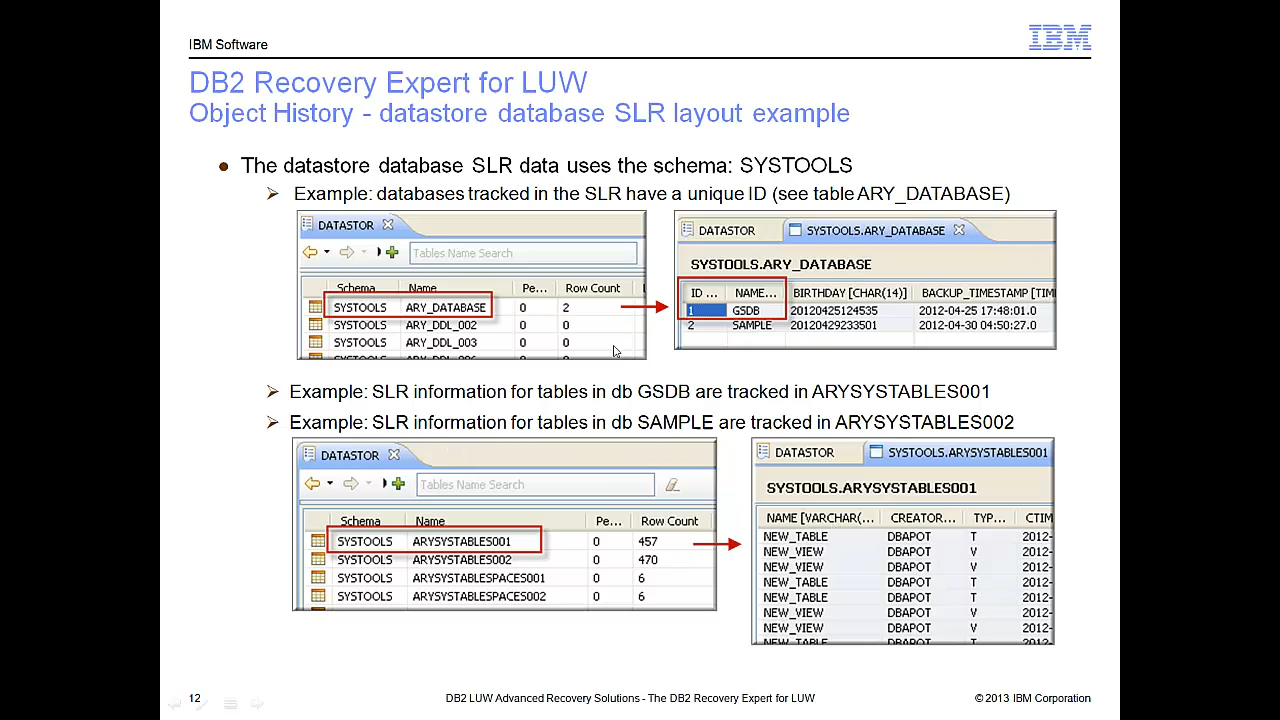 IBM Software
IBM
DB2 Recovery Expert for LUW
Object History - datastore database SLR layout example
The datastore database SLR data uses the schema: SYSTOOLS
Example: databases tracked in the SLR have a unique ID (see table ARY_DATABASE)
DATASTOR
Tables Name Search
Schema Name Pe... Row Count
SYSTOOLS ARY_DATABASE 0 2
SYSTOOLS ARY_DDL_002 0 0
SYSTOOLS ARY_DDL_003 0 0
DATASTOR SYSTOOLS.ARY_DATABASE
SYSTOOLS.ARY_DATABASE
ID ... NAME... BIRTHDAY [CHAR(14)] BACKUP_TIMESTAMP [TIM
1 GSDB 20120425124535 2012-04-25 17:48:01.0
2 SAMPLE 20120429233501 2012-04-30 04:50:27.0
Example: SLR information for tables in db GSDB are tracked in ARYSYSTABLES001
Example: SLR information for tables in db SAMPLE are tracked in ARYSYSTABLES002
DATASTOR
Tables Name Search
Schema Name Pe... Row Count
SYSTOOLS ARYSYSTABLES001 0 457
SYSTOOLS ARYSYSTABLES002 0 470
SYSTOOLS ARYSYSTABLESPACES001 0 6
SYSTOOLS ARYSYSTABLESPACES002 0 6
DATASTOR SYSTOOLS.ARYSYSTABLES001
SYSTOOLS.ARYSYSTABLES001
NAME [VARCHAR(... CREATOR... TYP... CTIM
NEW_TABLE DBAPOT T 2012-
NEW_VIEW DBAPOT V 2012-
NEW_VIEW DBAPOT V 2012-
NEW_TABLE DBAPOT T 2012-
NEW_TABLE DBAPOT T 2012-
NEW_VIEW DBAPOT V 2012-
NEW_VIEW DBAPOT V 2012-
NEW_TABLE DBAPOT T 2012-
12 DB2 LUW Advanced Recovery Solutions - The DB2 Recovery Expert for LUW © 2013 IBM Corporation